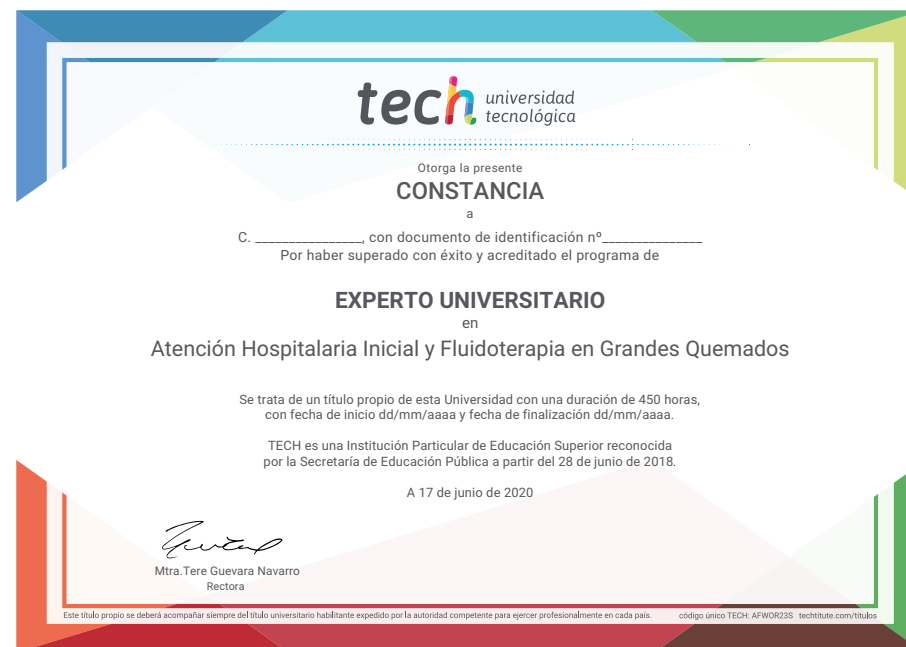 tech universidad
tecnológica
Otorga la presente
CONSTANCIA
a
C. ________________, con documento de identificación nº_______________
Por haber superado con éxito y acreditado el programa de
EXPERTO UNIVERSITARIO
en
Atención Hospitalaria Inicial y Fluidoterapia en Grandes Quemados
Se trata de un título propio de esta Universidad con una duración de 450 horas,
con fecha de inicio dd/mm/aaaa y fecha de finalización dd/mm/aaaa.
TECH es una Institución Particular de Educación Superior reconocida
por la Secretaría de Educación Pública a partir del 28 de junio de 2018.
A 17 de junio de 2020
Mtra.Tere Guevara Navarro
Rectora
Este título propio se deberá acompañar siempre del título universitario habilitante expedido por la autoridad competente para ejercer profesionalmente en cada país. código único TECH: AFWOR23S techtitute.com/titulos